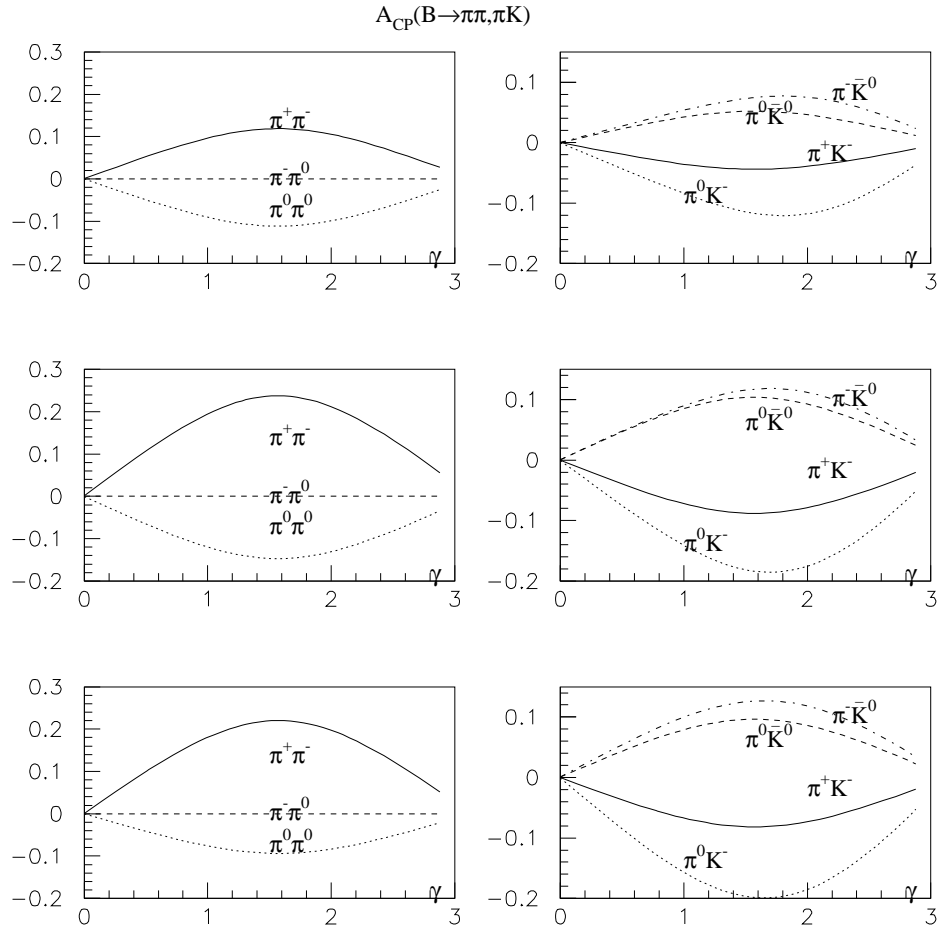 A_CP(B→ππ,πK)
0.3
0.2
0.1
0
−0.1
−0.2
π⁺π⁻
π⁻π⁰
π⁰π⁰
γ
0 1 2 3
0.1
0
−0.1
−0.2
π⁻K̄⁰
π⁰K̄⁰
π⁺K⁻
π⁰K⁻
γ
0 1 2 3
0.3
0.2
0.1
0
−0.1
−0.2
π⁺π⁻
π⁻π⁰
π⁰π⁰
γ
0 1 2 3
0.1
0
−0.1
−0.2
π⁻K̄⁰
π⁰K̄⁰
π⁺K⁻
π⁰K⁻
γ
0 1 2 3
0.3
0.2
0.1
0
−0.1
−0.2
π⁺π⁻
π⁻π⁰
π⁰π⁰
γ
0 1 2 3
0.1
0
−0.1
−0.2
π⁻K̄⁰
π⁰K̄⁰
π⁺K⁻
π⁰K⁻
γ
0 1 2 3